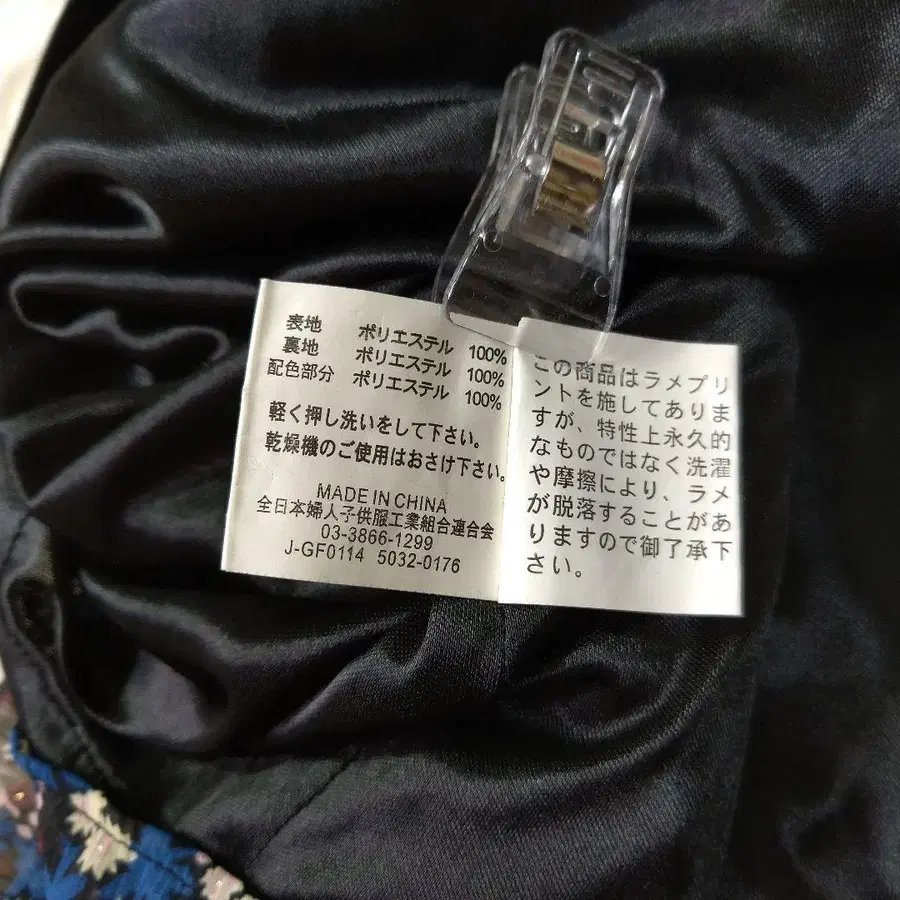 表地 ポリエステル 100%
裏地 ポリエステル 100%
配色部分 ポリエステル 100%
軽く押し洗いをして下さい。
乾燥機のご使用はおさけ下さい。
MADE IN CHINA
全日本婦人子供服工業組合連合会
03-3866-1299
J-GF0114 5032-0176
この商品はラメプリ
ントを施してありま
すが、特性上永久的
なものではなく洗濯
や摩擦により、ラメ
が脱落することがあ
りますので御了承下
さい。